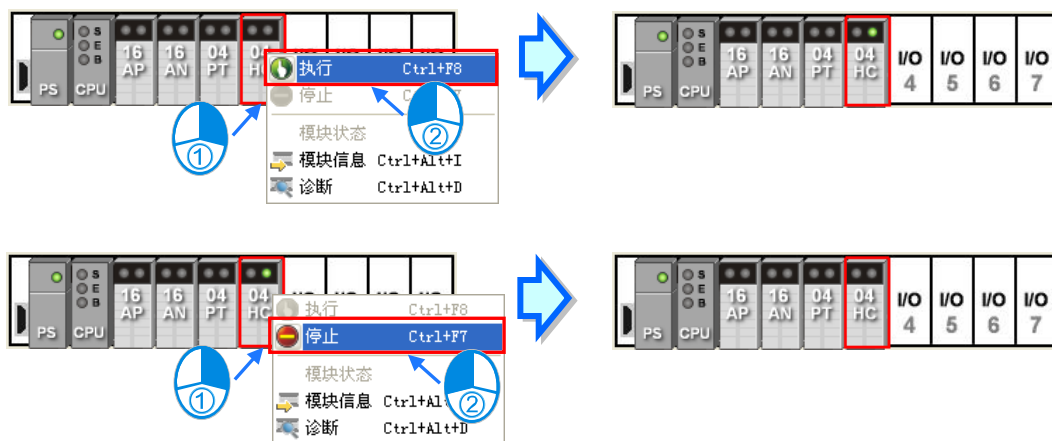 S
E
B
PS CPU 16 AP 16 AN 04 PT 04 HC
执行 Ctrl+F8
停止
模块状态
模块信息 Ctrl+Alt+I
诊断 Ctrl+Alt+D
① ②
S
E
B
PS CPU 16 AP 16 AN 04 PT 04 HC I/O 4 I/O 5 I/O 6 I/O 7
S
E
B
PS CPU 16 AP 16 AN 04 PT 04 HC
执行 Ctrl+F8
停止 Ctrl+F7
模块状态
模块信息 Ctrl+Alt
诊断 Ctrl+Alt+D
① ②
S
E
B
PS CPU 16 AP 16 AN 04 PT 04 HC I/O 4 I/O 5 I/O 6 I/O 7